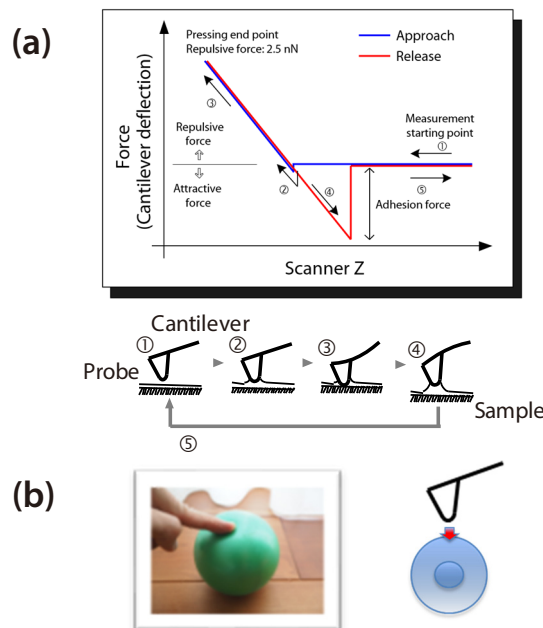 (a)
Pressing end point
Repulsive force: 2.5 nN
Approach
Release
③
Measurement
starting point
①
Force
(Cantilever deflection)
Repulsive
force
Attractive
force
②
④
⑤
Adhesion force
Scanner Z
Cantilever
①
②
③
④
Probe
Sample
⑤
(b)